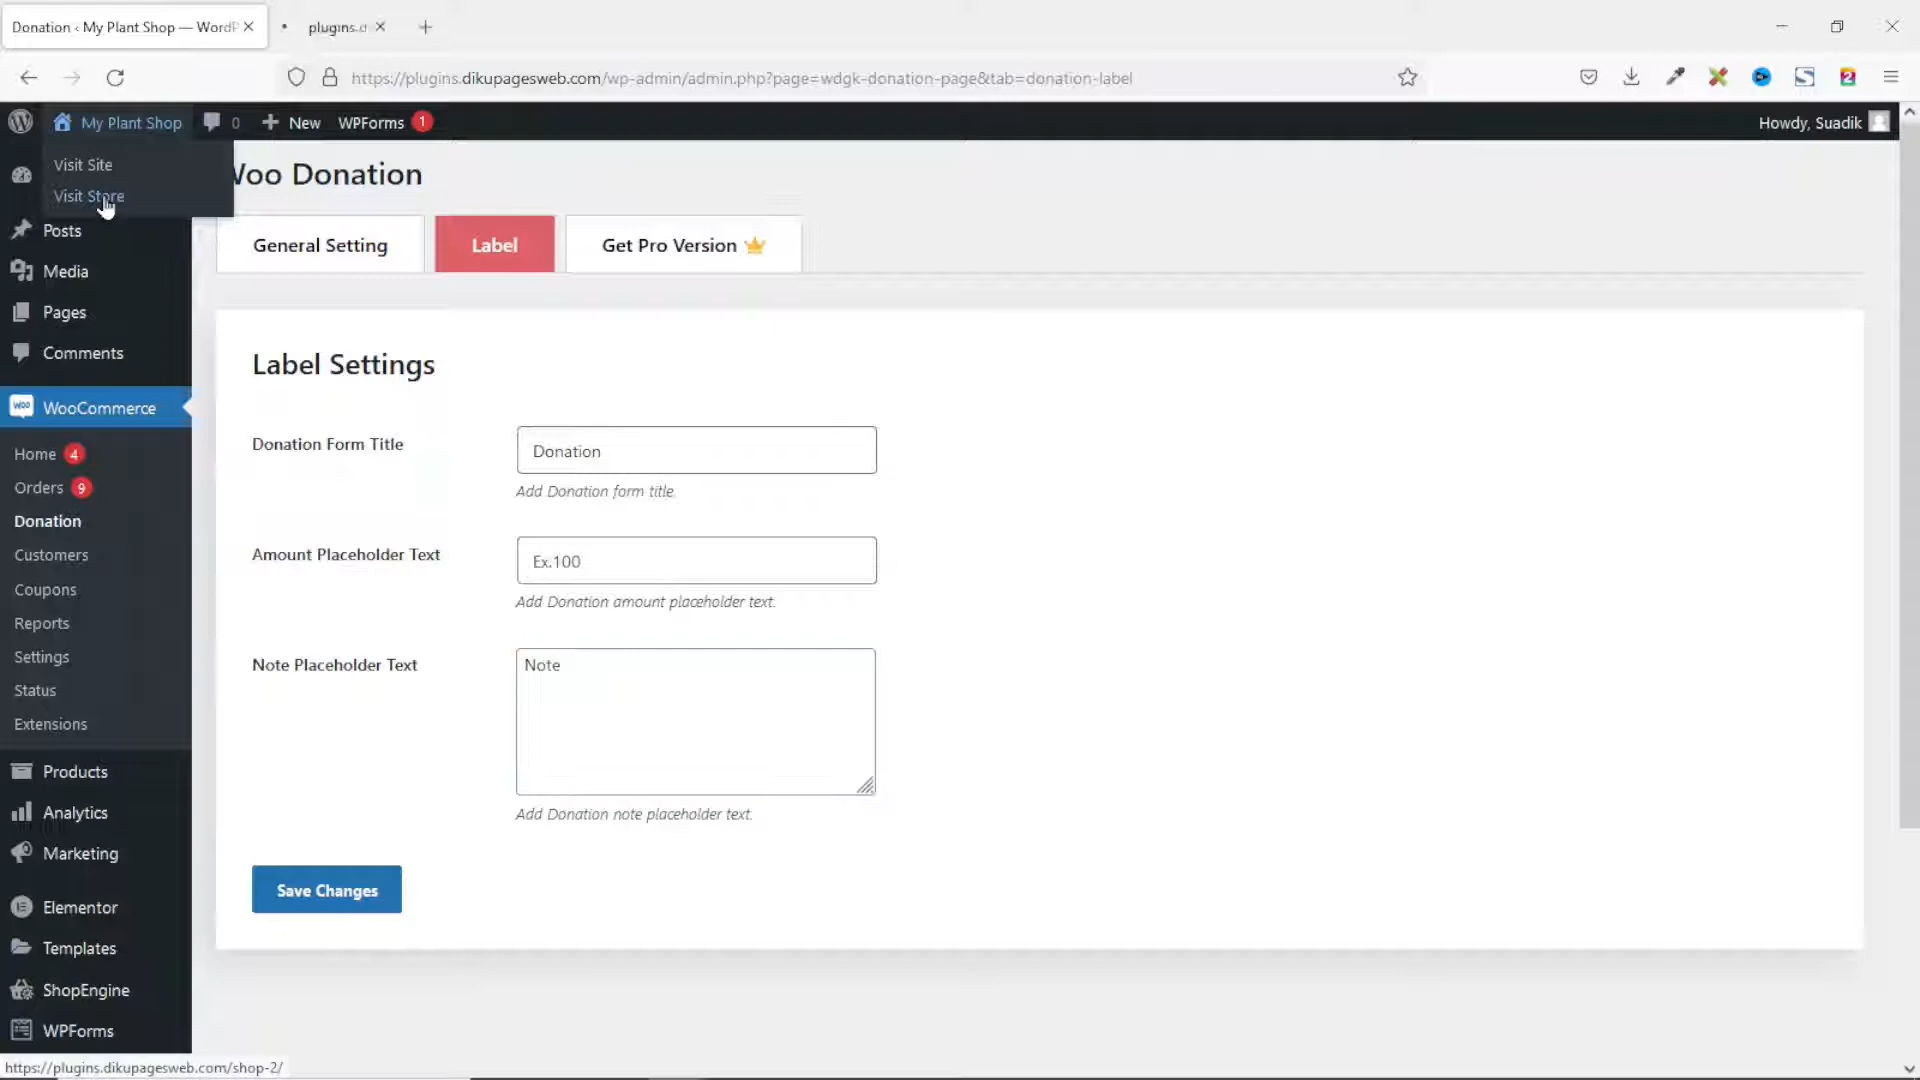 Donation ‹ My Plant Shop — WordP
plugins.d
https://plugins.dikupagesweb.com/wp-admin/admin.php?page=wdgk-donation-page&tab=donation-label
My Plant Shop
0
New
WPForms
1
Howdy, Suadik
Visit Site
Visit Store
Woo Donation
General Setting
Label
Get Pro Version
Posts
Media
Pages
Comments
WooCommerce
Home 4
Orders 9
Donation
Customers
Coupons
Reports
Settings
Status
Extensions
Products
Analytics
Marketing
Elementor
Templates
ShopEngine
WPForms
Label Settings
Donation Form Title
Donation
Add Donation form title.
Amount Placeholder Text
Ex.100
Add Donation amount placeholder text.
Note Placeholder Text
Note
Add Donation note placeholder text.
Save Changes
https://plugins.dikupagesweb.com/shop-2/